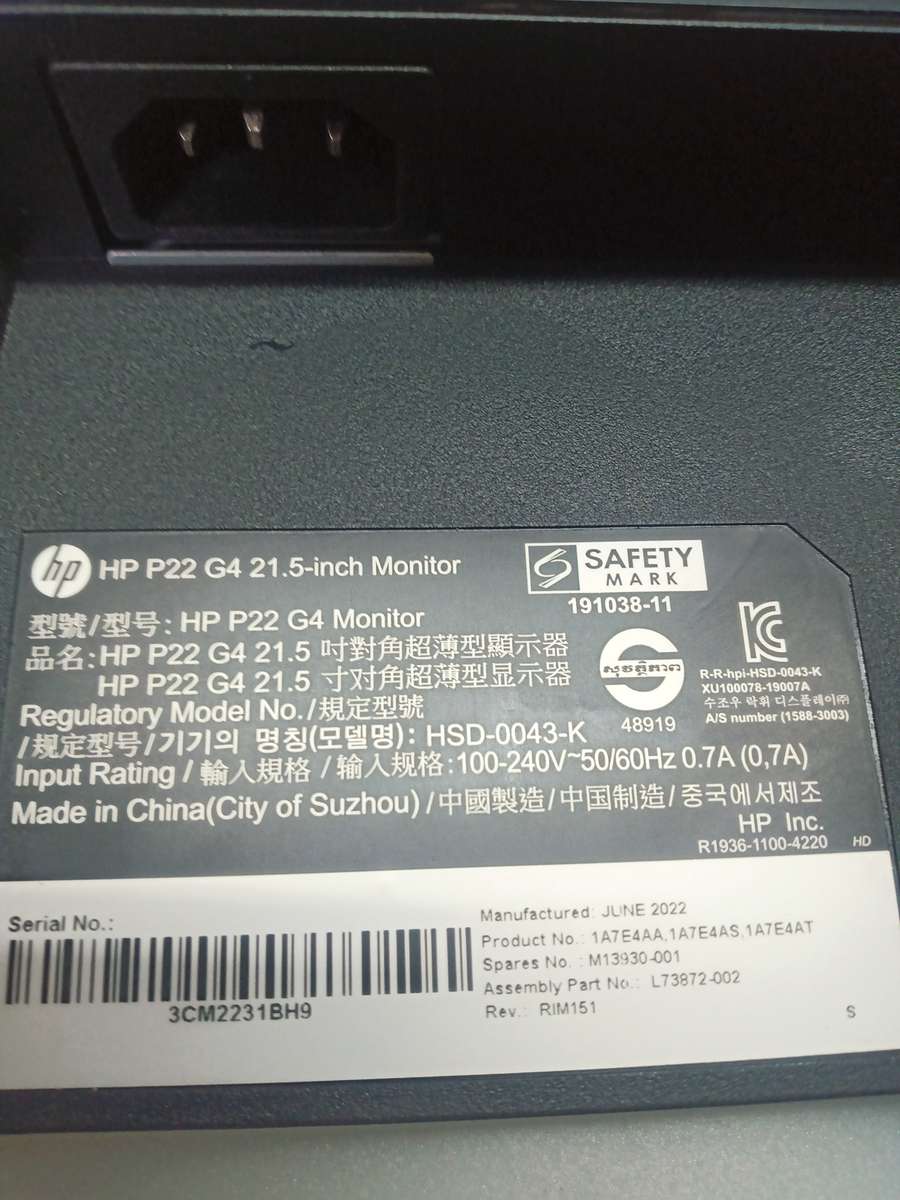 hp HP P22 G4 21.5-inch Monitor
型號/型号: HP P22 G4 Monitor
品名:HP P22 G4 21.5 吋對角超薄型顯示器
HP P22 G4 21.5 寸对角超薄型显示器
Regulatory Model No./規定型號
/规定型号/기기의 명칭(모델명): HSD-0043-K
Input Rating / 輸入規格 / 输入规格:100-240V~50/60Hz 0.7A (0,7A)
Made in China(City of Suzhou)/中國製造/中国制造/중국에서제조
HP Inc.
R1936-1100-4220 HD
SAFETY
MARK
191038-11
48919
R-R-hpi-HSD-0043-K
XU100078-19007A
수조우 락휘 디스플레이㈜
A/S number (1588-3003)
Serial No.:
3CM2231BH9
Manufactured: JUNE 2022
Product No.: 1A7E4AA,1A7E4AS,1A7E4AT
Spares No. : M13930-001
Assembly Part No.: L73872-002
Rev.: RIM151
S